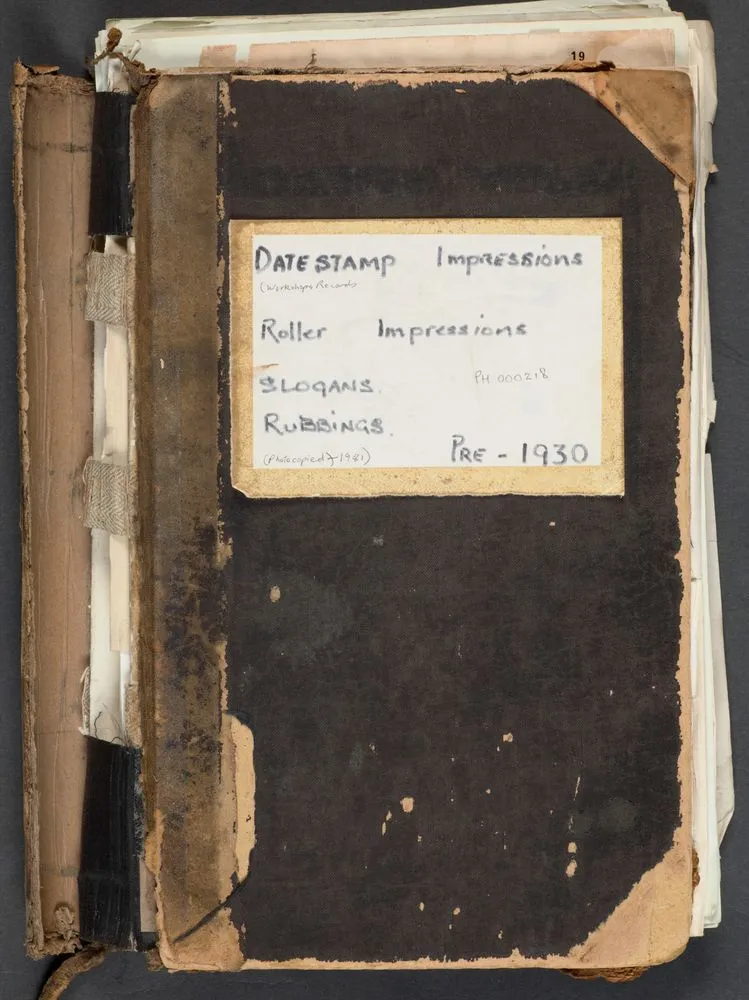 19
DATESTAMP IMPRESSIONS
(Workshops Records
Roller Impressions
SLOGANS. PH 000218
RUBBINGS.
(Photocopied 7-1981) PRE - 1930